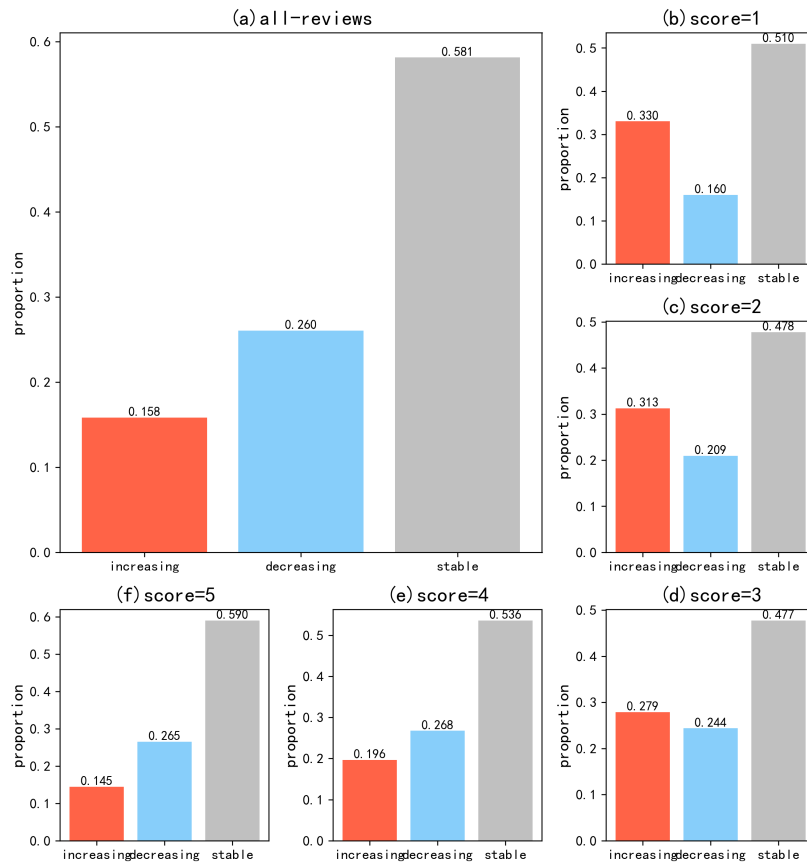 (a)all-reviews
proportion
0.6
0.5
0.4
0.3
0.2
0.1
0.0
0.158
0.260
0.581
increasing
decreasing
stable
(b)score=1
proportion
0.5
0.4
0.3
0.2
0.1
0.0
0.330
0.160
0.510
increasing
decreasing
stable
(c)score=2
proportion
0.5
0.4
0.3
0.2
0.1
0.0
0.313
0.209
0.478
increasing
decreasing
stable
(f)score=5
proportion
0.6
0.5
0.4
0.3
0.2
0.1
0.0
0.145
0.265
0.590
increasing
decreasing
stable
(e)score=4
proportion
0.5
0.4
0.3
0.2
0.1
0.0
0.196
0.268
0.536
increasing
decreasing
stable
(d)score=3
proportion
0.5
0.4
0.3
0.2
0.1
0.0
0.279
0.244
0.477
increasing
decreasing
stable